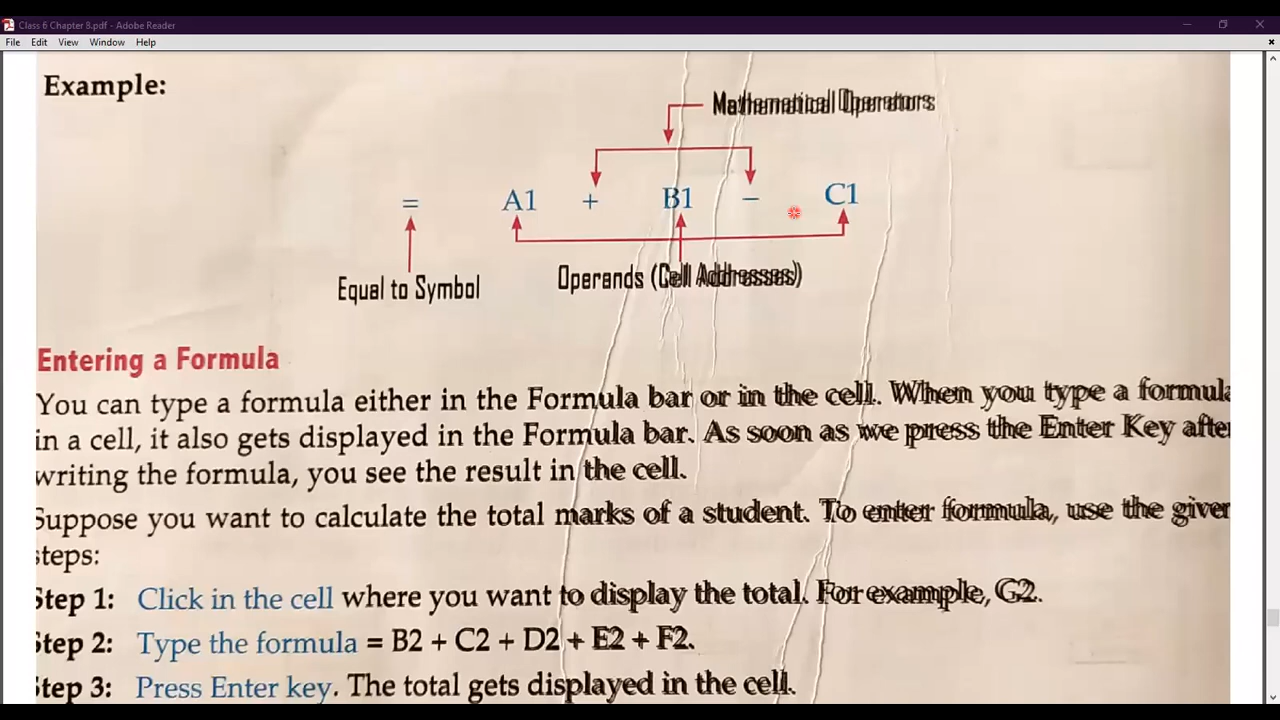 Class 6 Chapter 8.pdf - Adobe Reader
File Edit View Window Help
Example:
Mathematical Operators
= A1 + B1 − C1
Equal to Symbol
Operands (Cell Addresses)
Entering a Formula
You can type a formula either in the Formula bar or in the cell. When you type a formula
in a cell, it also gets displayed in the Formula bar. As soon as we press the Enter Key after
writing the formula, you see the result in the cell.
Suppose you want to calculate the total marks of a student. To enter formula, use the given
steps:
Step 1: Click in the cell where you want to display the total. For example, G2.
Step 2: Type the formula = B2 + C2 + D2 + E2 + F2.
Step 3: Press Enter key. The total gets displayed in the cell.